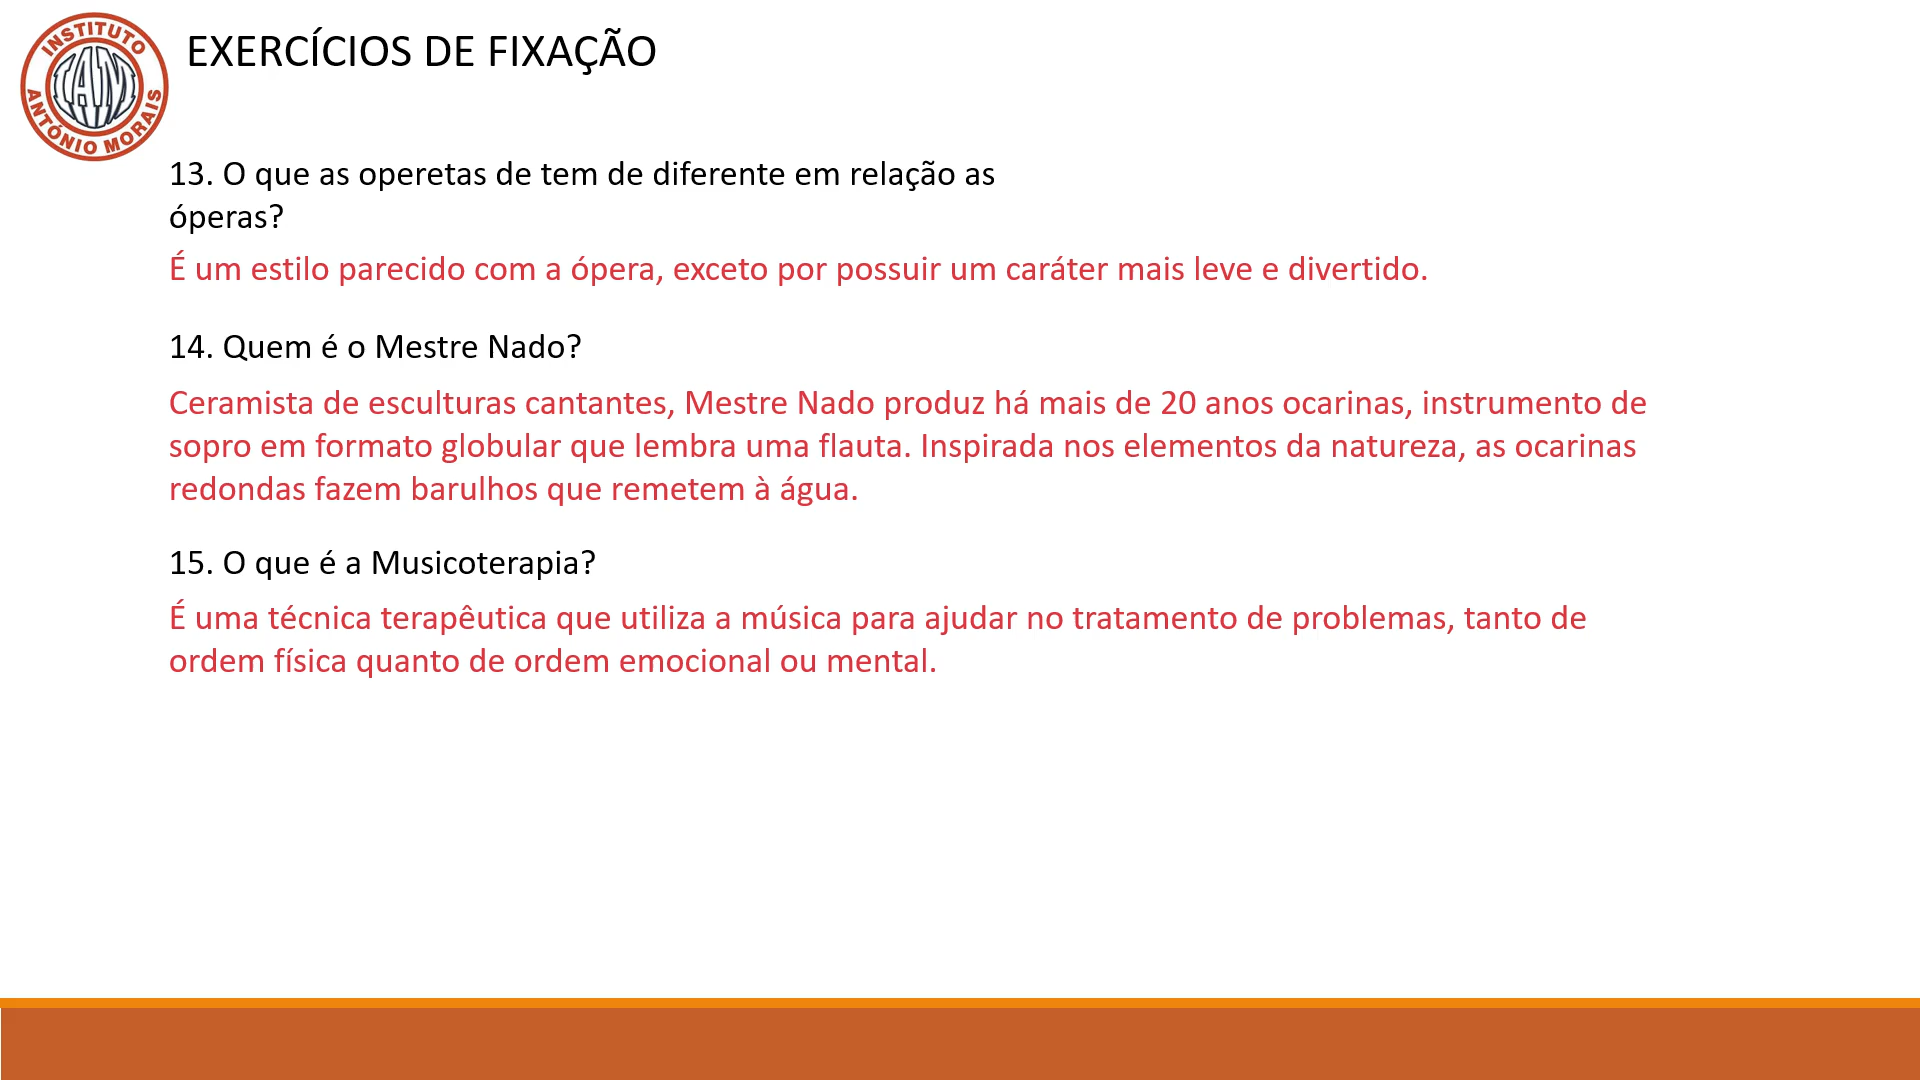 INSTITUTO
IAM
ANTÓNIO MORAIS
EXERCÍCIOS DE FIXAÇÃO
13. O que as operetas de tem de diferente em relação as
óperas?
É um estilo parecido com a ópera, exceto por possuir um caráter mais leve e divertido.
14. Quem é o Mestre Nado?
Ceramista de esculturas cantantes, Mestre Nado produz há mais de 20 anos ocarinas, instrumento de
sopro em formato globular que lembra uma flauta. Inspirada nos elementos da natureza, as ocarinas
redondas fazem barulhos que remetem à água.
15. O que é a Musicoterapia?
É uma técnica terapêutica que utiliza a música para ajudar no tratamento de problemas, tanto de
ordem física quanto de ordem emocional ou mental.